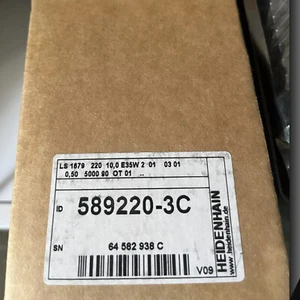 LS 1679 220 10,0 E35W 2 01 03 01
0,50 5000 90 OT 01 ..
ID 589220-3C
SN 64 582 938 C
HEIDENHAIN
www.heidenhain.de
V09